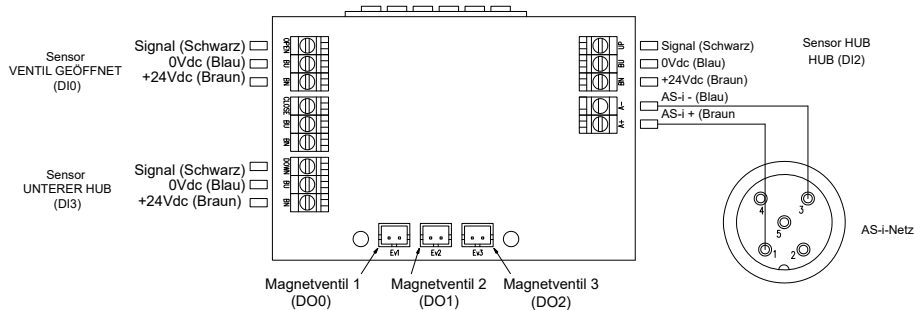 Sensor
VENTIL GEÖFFNET
(DI0)
Signal (Schwarz)
0Vdc (Blau)
+24Vdc (Braun)
OPEN
BU
BN
CLOSE
BU
BN
Sensor
UNTERER HUB
(DI3)
Signal (Schwarz)
0Vdc (Blau)
+24Vdc (Braun)
DOWN
BU
BN
UP
BU
BN
A-
A+
Signal (Schwarz)
0Vdc (Blau)
+24Vdc (Braun)
AS-i - (Blau)
AS-i + (Braun
Sensor HUB
HUB (DI2)
4
3
5
1
2
AS-i-Netz
Ev1
Ev2
Ev3
Magnetventil 1
(DO0)
Magnetventil 2
(DO1)
Magnetventil 3
(DO2)